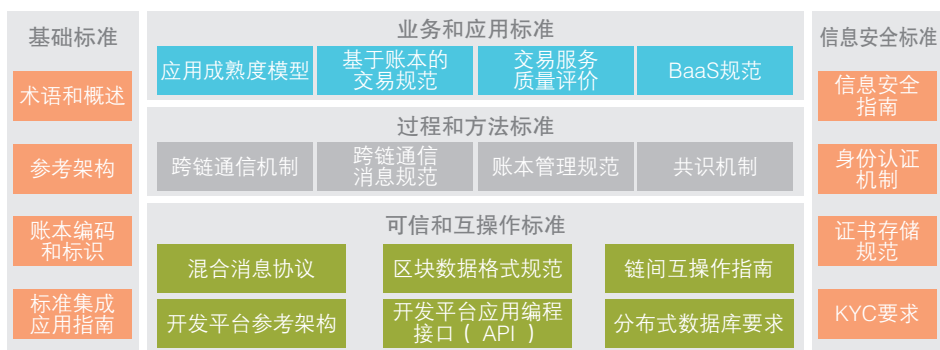 基础标准
术语和概述
参考架构
账本编码
和标识
标准集成
应用指南
业务和应用标准
应用成熟度模型
基于账本的
交易规范
交易服务
质量评价
BaaS规范
过程和方法标准
跨链通信机制
跨链通信
消息规范
账本管理规范
共识机制
可信和互操作标准
混合消息协议
区块数据格式规范
链间互操作指南
开发平台参考架构
开发平台应用编程
接口（ API ）
分布式数据库要求
信息安全标准
信息安全
指南
身份认证
机制
证书存储
规范
KYC要求